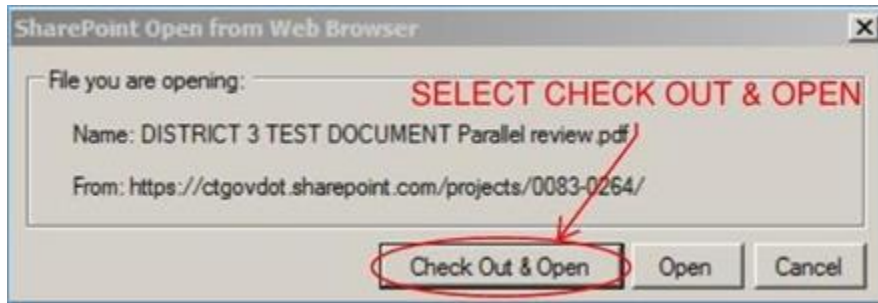 SharePoint Open from Web Browser
File you are opening:
SELECT CHECK OUT & OPEN
Name: DISTRICT 3 TEST DOCUMENT Parallel review.pdf
From: https://ctgovdot.sharepoint.com/projects/0083-0264/
Check Out & Open Open Cancel